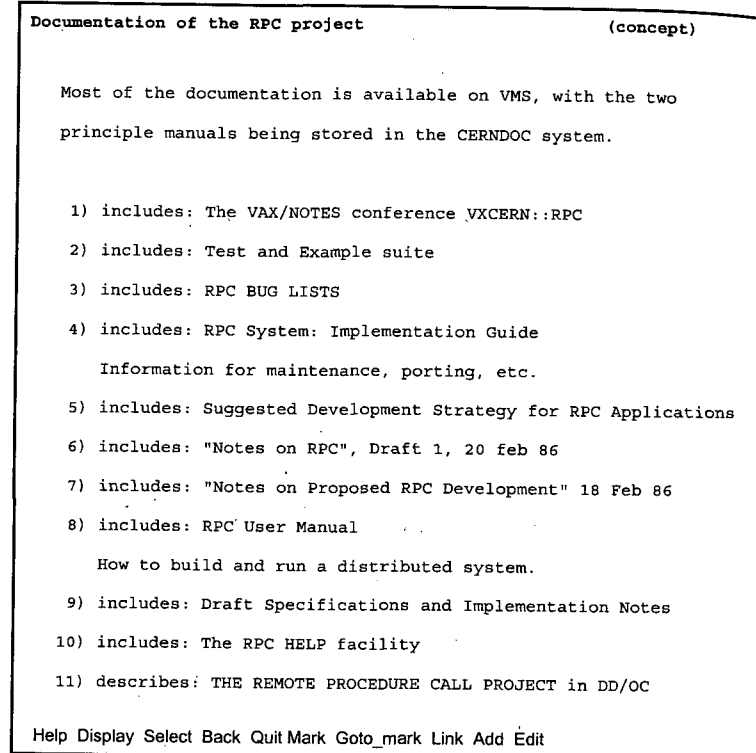 Documentation of the RPC project (concept)
Most of the documentation is available on VMS, with the two
principle manuals being stored in the CERNDOC system.
1) includes: The VAX/NOTES conference VXCERN::RPC
2) includes: Test and Example suite
3) includes: RPC BUG LISTS
4) includes: RPC System: Implementation Guide
Information for maintenance, porting, etc.
5) includes: Suggested Development Strategy for RPC Applications
6) includes: "Notes on RPC", Draft 1, 20 feb 86
7) includes: "Notes on Proposed RPC Development" 18 Feb 86
8) includes: RPC User Manual
How to build and run a distributed system.
9) includes: Draft Specifications and Implementation Notes
10) includes: The RPC HELP facility
11) describes: THE REMOTE PROCEDURE CALL PROJECT in DD/OC
Help Display Select Back Quit Mark Goto_mark Link Add Edit